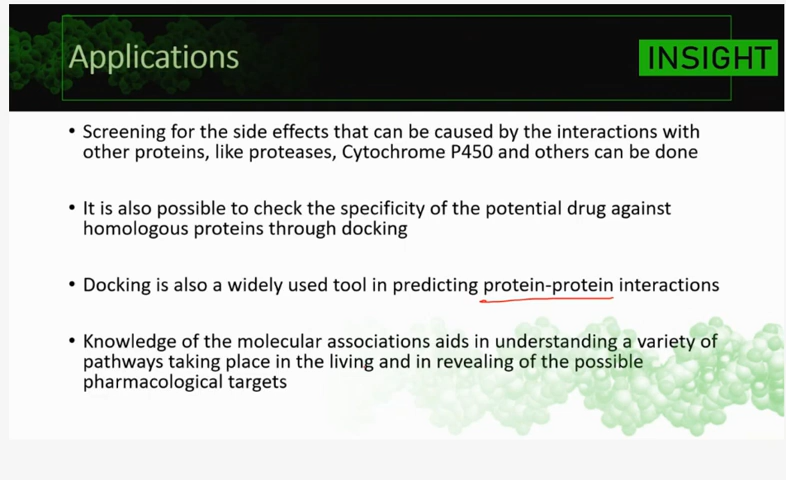 Applications
INSIGHT
• Screening for the side effects that can be caused by the interactions with
other proteins, like proteases, Cytochrome P450 and others can be done
• It is also possible to check the specificity of the potential drug against
homologous proteins through docking
• Docking is also a widely used tool in predicting protein-protein interactions
• Knowledge of the molecular associations aids in understanding a variety of
pathways taking place in the living and in revealing of the possible
pharmacological targets